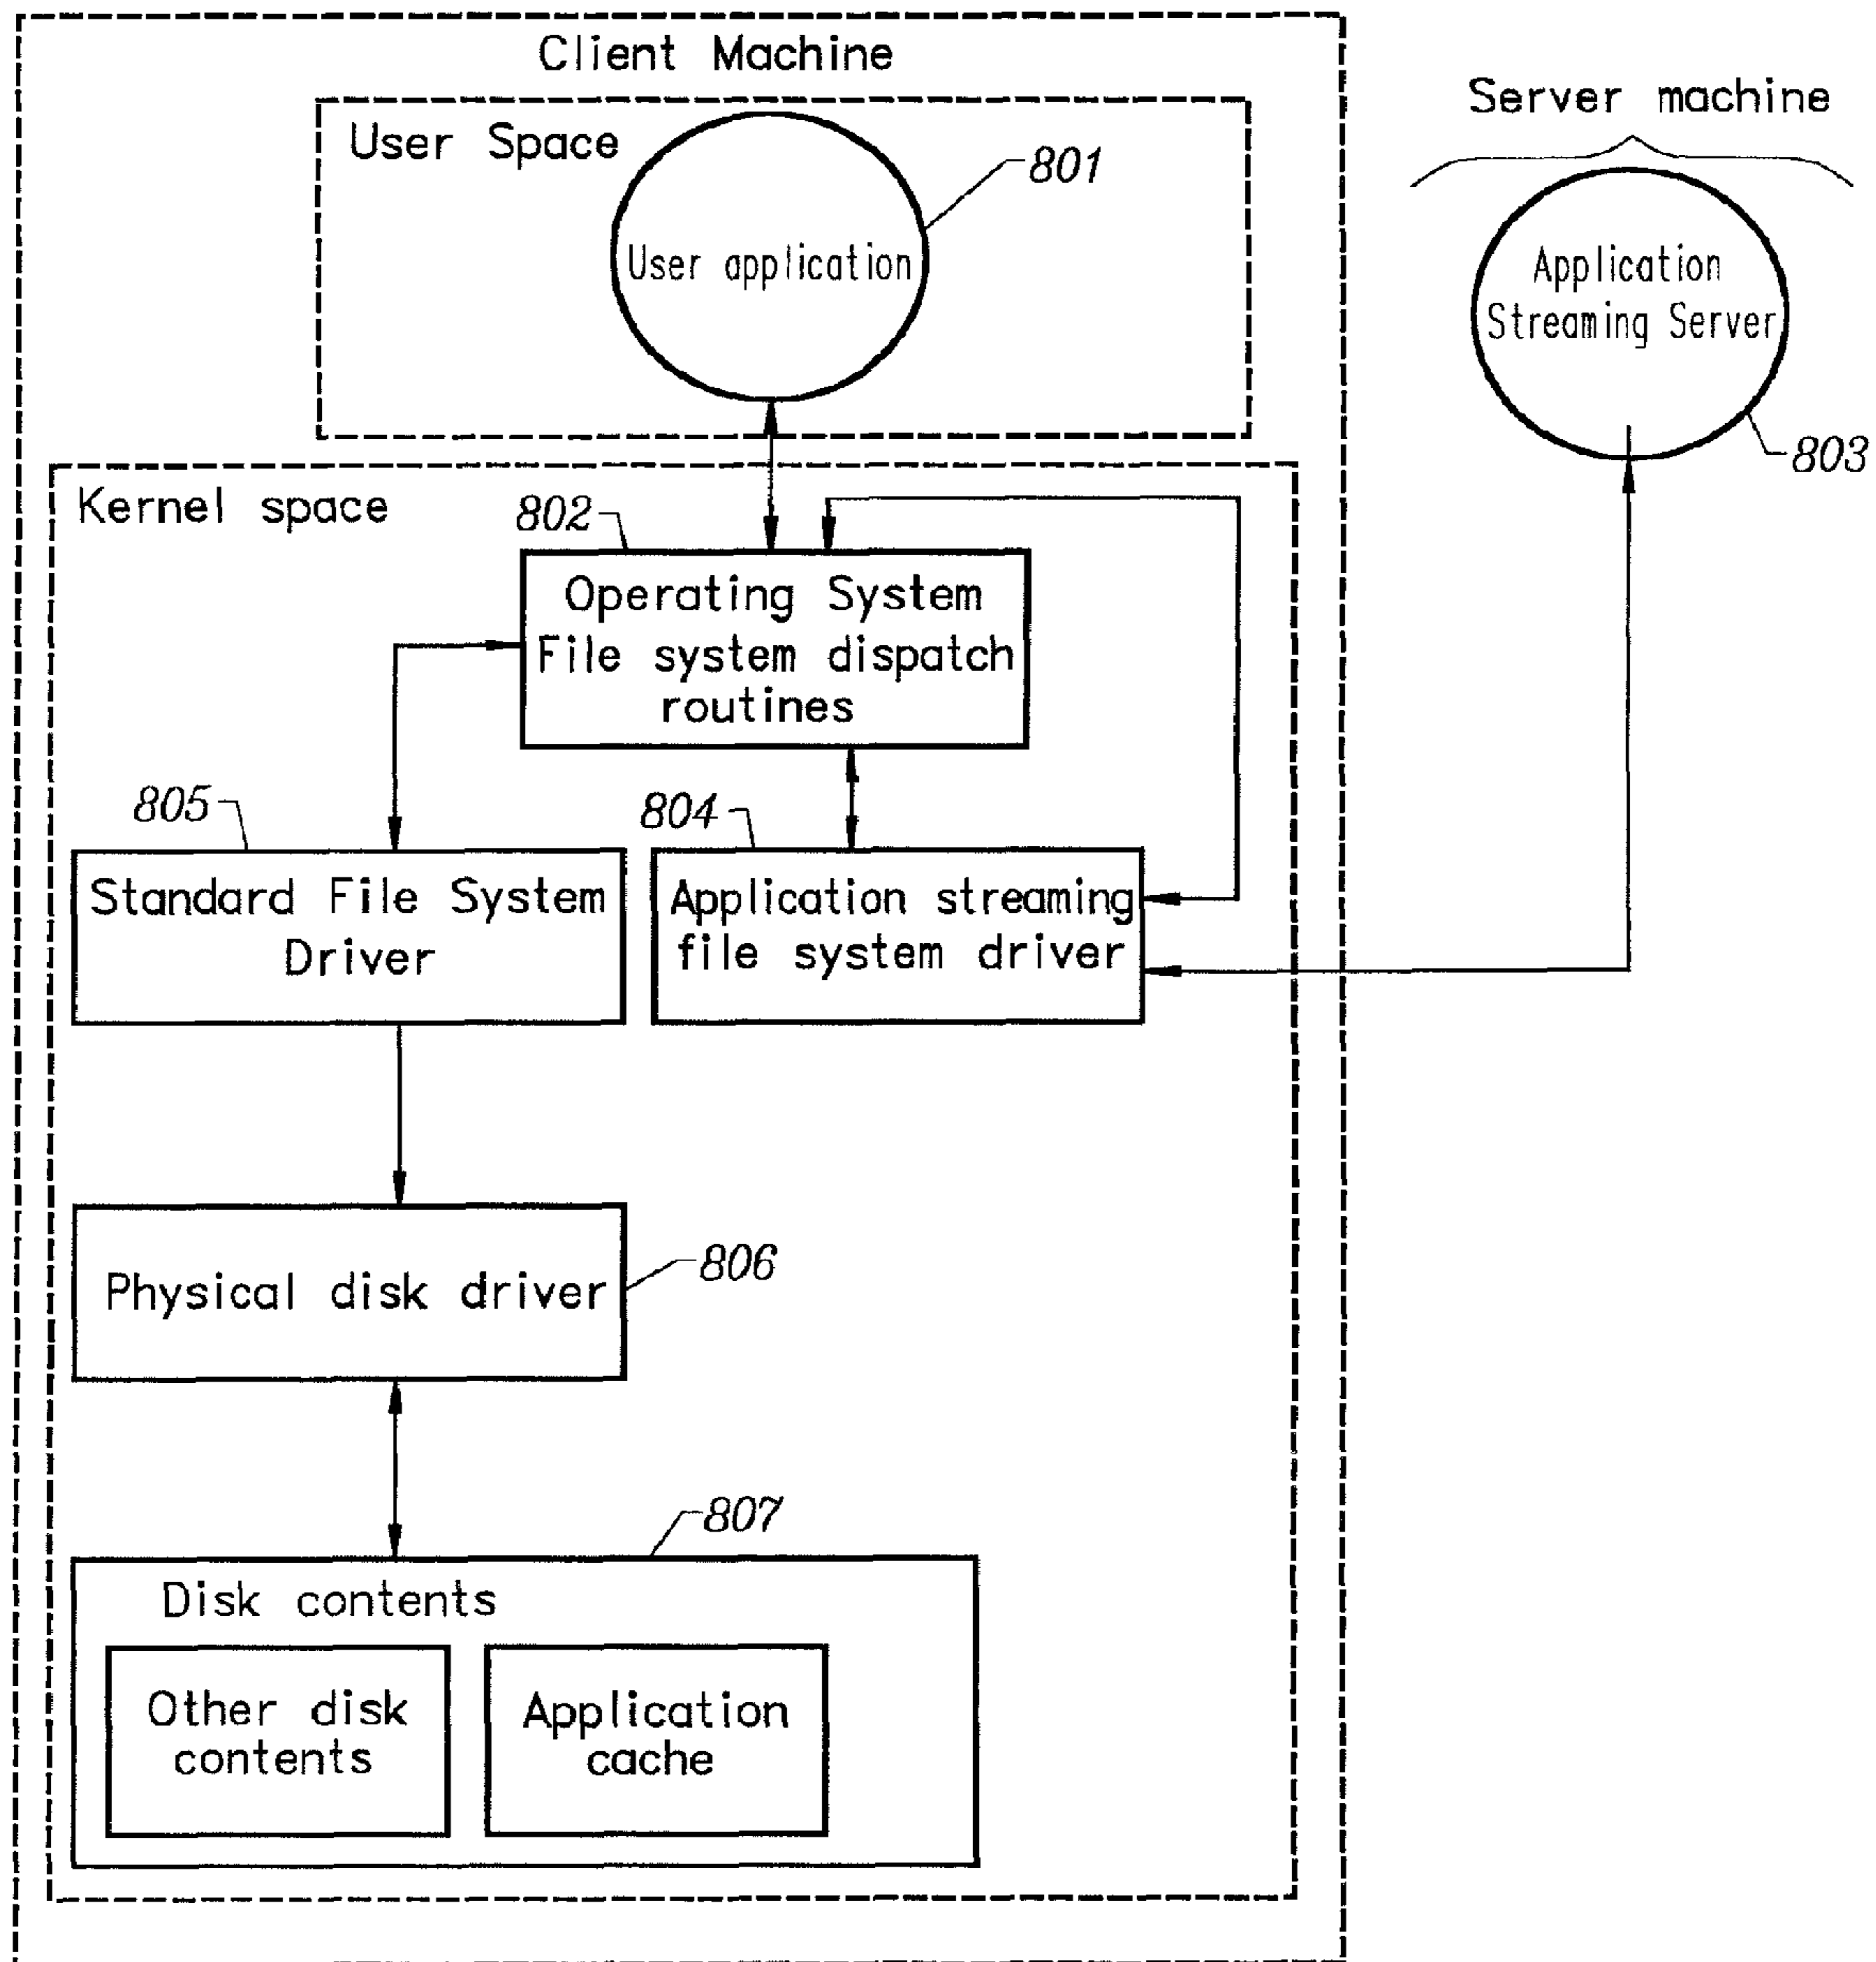 Client Machine
Server machine
User Space
801
User application
Application
Streaming Server
803
Kernel space
802
Operating System
File system dispatch
routines
805
804
Standard File System
Driver
Application streaming
file system driver
Physical disk driver
806
807
Disk contents
Other disk
contents
Application
cache